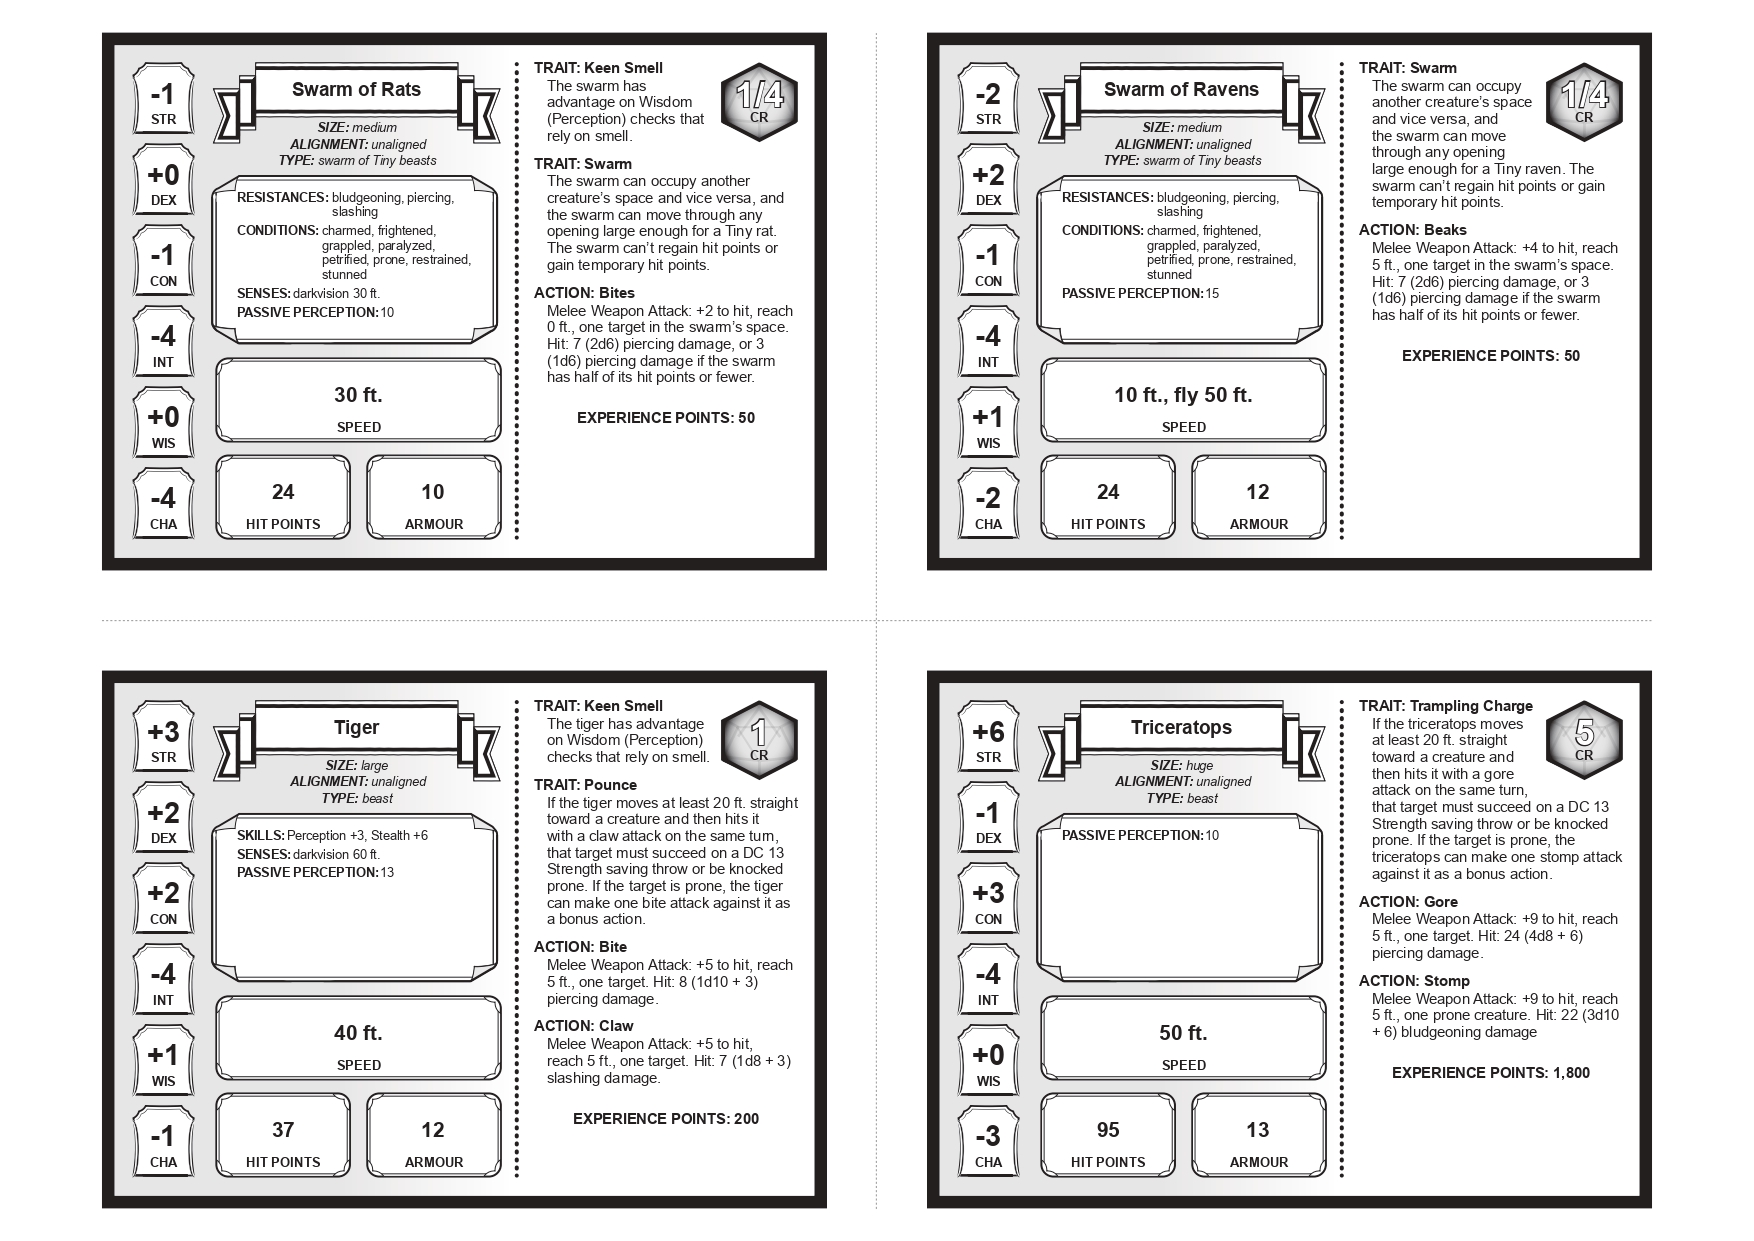 -1
STR
+0
DEX
-1
CON
-4
INT
+0
WIS
-4
CHA
Swarm of Rats
SIZE: medium
ALIGNMENT: unaligned
TYPE: swarm of Tiny beasts
RESISTANCES: bludgeoning, piercing,
slashing
CONDITIONS: charmed, frightened,
grappled, paralyzed,
petrified, prone, restrained,
stunned
SENSES: darkvision 30 ft.
PASSIVE PERCEPTION: 10
30 ft.
SPEED
24
HIT POINTS
10
ARMOUR
TRAIT: Keen Smell
The swarm has
advantage on Wisdom
(Perception) checks that
rely on smell.
1/4
CR
TRAIT: Swarm
The swarm can occupy another
creature's space and vice versa, and
the swarm can move through any
opening large enough for a Tiny rat.
The swarm can't regain hit points or
gain temporary hit points.
ACTION: Bites
Melee Weapon Attack: +2 to hit, reach
0 ft., one target in the swarm's space.
Hit: 7 (2d6) piercing damage, or 3
(1d6) piercing damage if the swarm
has half of its hit points or fewer.
EXPERIENCE POINTS: 50
-2
STR
+2
DEX
-1
CON
-4
INT
+1
WIS
-2
CHA
Swarm of Ravens
SIZE: medium
ALIGNMENT: unaligned
TYPE: swarm of Tiny beasts
RESISTANCES: bludgeoning, piercing,
slashing
CONDITIONS: charmed, frightened,
grappled, paralyzed,
petrified, prone, restrained,
stunned
PASSIVE PERCEPTION: 15
10 ft., fly 50 ft.
SPEED
24
HIT POINTS
12
ARMOUR
TRAIT: Swarm
The swarm can occupy
another creature's space
and vice versa, and
the swarm can move
through any opening
large enough for a Tiny raven. The
swarm can't regain hit points or gain
temporary hit points.
1/4
CR
ACTION: Beaks
Melee Weapon Attack: +4 to hit, reach
5 ft., one target in the swarm's space.
Hit: 7 (2d6) piercing damage, or 3
(1d6) piercing damage if the swarm
has half of its hit points or fewer.
EXPERIENCE POINTS: 50
+3
STR
+2
DEX
+2
CON
-4
INT
+1
WIS
-1
CHA
Tiger
SIZE: large
ALIGNMENT: unaligned
TYPE: beast
SKILLS: Perception +3, Stealth +6
SENSES: darkvision 60 ft.
PASSIVE PERCEPTION: 13
40 ft.
SPEED
37
HIT POINTS
12
ARMOUR
TRAIT: Keen Smell
The tiger has advantage
on Wisdom (Perception)
checks that rely on smell.
1
CR
TRAIT: Pounce
If the tiger moves at least 20 ft. straight
toward a creature and then hits it
with a claw attack on the same turn,
that target must succeed on a DC 13
Strength saving throw or be knocked
prone. If the target is prone, the tiger
can make one bite attack against it as
a bonus action.
ACTION: Bite
Melee Weapon Attack: +5 to hit, reach
5 ft., one target. Hit: 8 (1d10 + 3)
piercing damage.
ACTION: Claw
Melee Weapon Attack: +5 to hit,
reach 5 ft., one target. Hit: 7 (1d8 + 3)
slashing damage.
EXPERIENCE POINTS: 200
+6
STR
-1
DEX
+3
CON
-4
INT
+0
WIS
-3
CHA
Triceratops
SIZE: huge
ALIGNMENT: unaligned
TYPE: beast
PASSIVE PERCEPTION: 10
50 ft.
SPEED
95
HIT POINTS
13
ARMOUR
TRAIT: Trampling Charge
If the triceratops moves
at least 20 ft. straight
toward a creature and
then hits it with a gore
attack on the same turn,
that target must succeed on a DC 13
Strength saving throw or be knocked
prone. If the target is prone, the
triceratops can make one stomp attack
against it as a bonus action.
5
CR
ACTION: Gore
Melee Weapon Attack: +9 to hit, reach
5 ft., one target. Hit: 24 (4d8 + 6)
piercing damage.
ACTION: Stomp
Melee Weapon Attack: +9 to hit, reach
5 ft., one prone creature. Hit: 22 (3d10
+ 6) bludgeoning damage
EXPERIENCE POINTS: 1,800